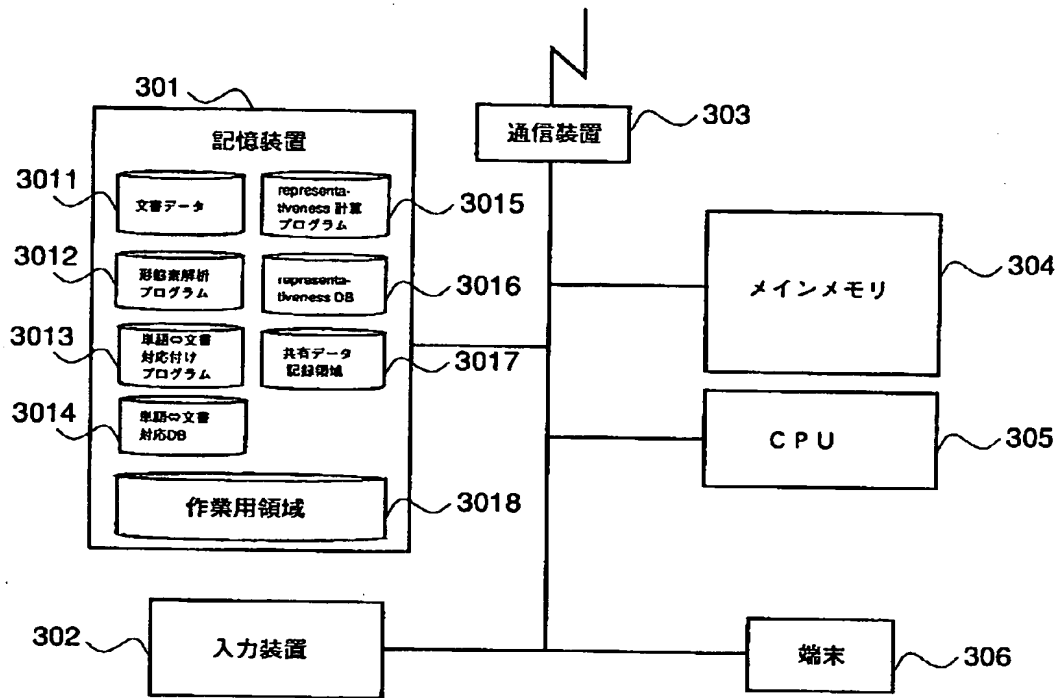 301
記憶装置
3011
文書データ
representa-
tiveness 計算
プログラム
3015
3012
形態素解析
プログラム
representa-
tiveness DB
3016
3013
単語⇔文書
対応付け
プログラム
共有データ
記録領域
3017
3014
単語⇔文書
対応DB
作業用領域
3018
通信装置
303
メインメモリ
304
CPU
305
302
入力装置
端末
306